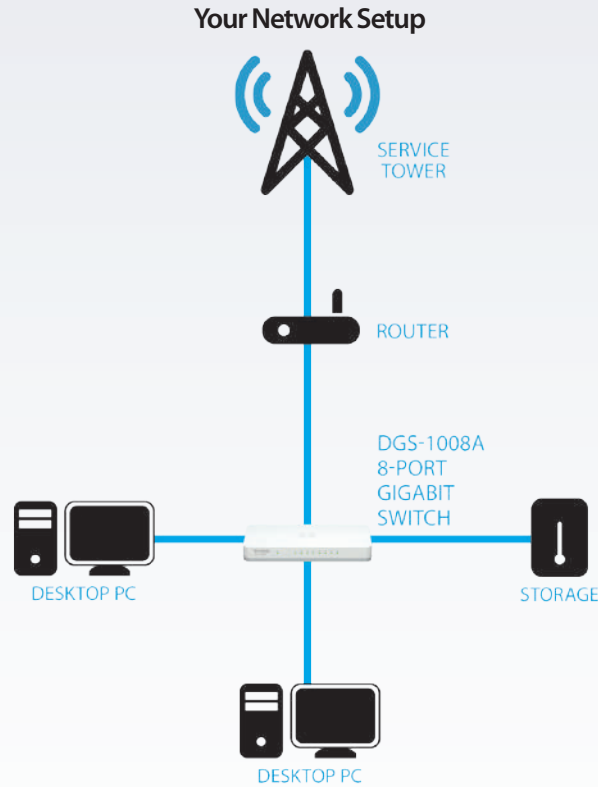 Your Network Setup
SERVICE
TOWER
ROUTER
DGS-1008A
8-PORT
GIGABIT
SWITCH
DESKTOP PC
STORAGE
DESKTOP PC